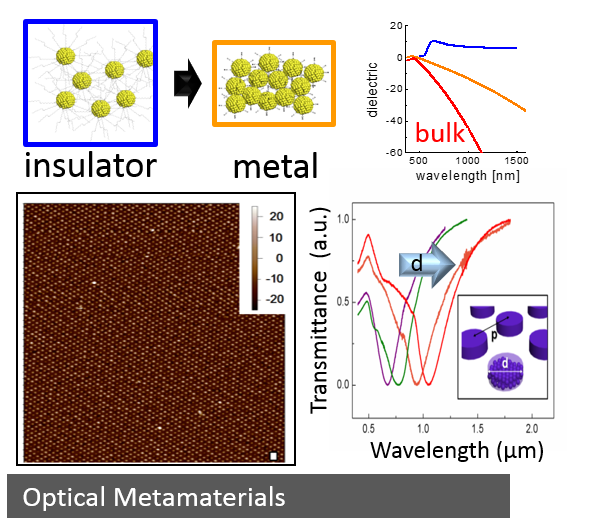 insulator
metal
20
0
-20
-40
-60
dielectric
bulk
500
1000
1500
wavelength [nm]
20
10
0
-10
-20
1.0
0.5
0.0
Transmittance (a.u.)
d
p
d
0.5
1.0
1.5
2.0
Wavelength (μm)
Optical Metamaterials